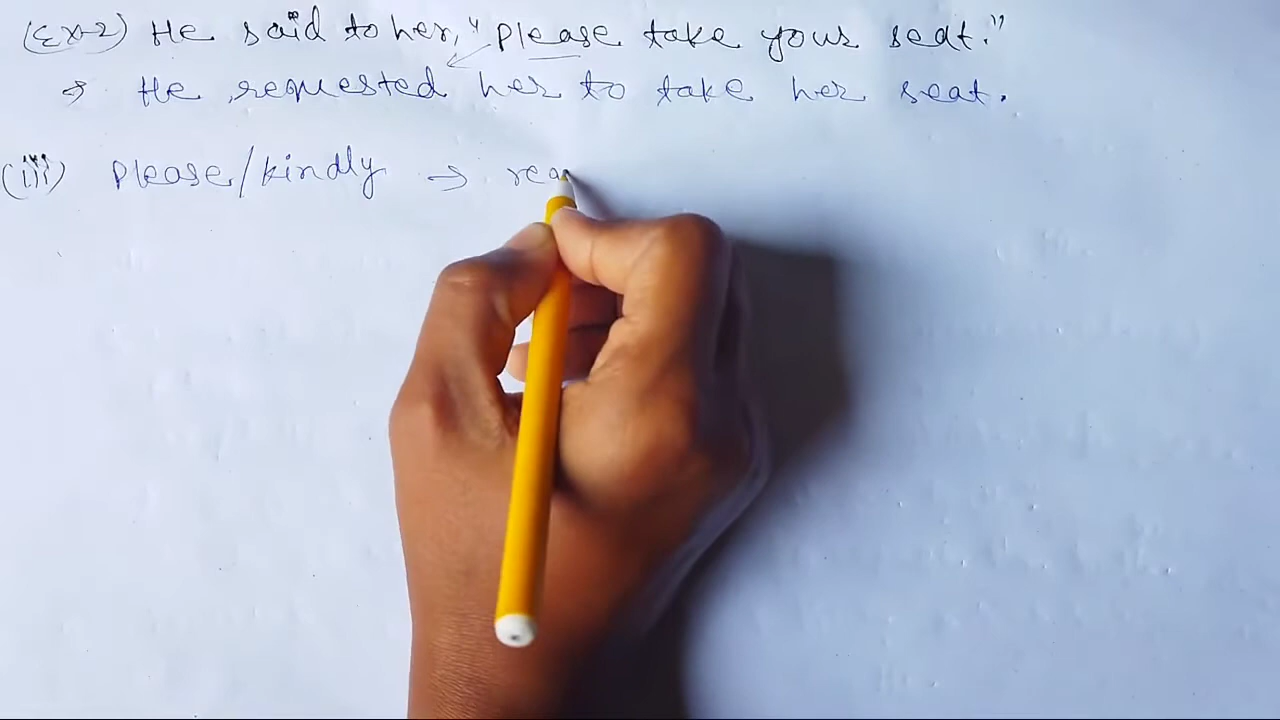 (Ex-2) He said to her, "please take your seat."
→ He requested her to take her seat.
(iii) Please/kindly →